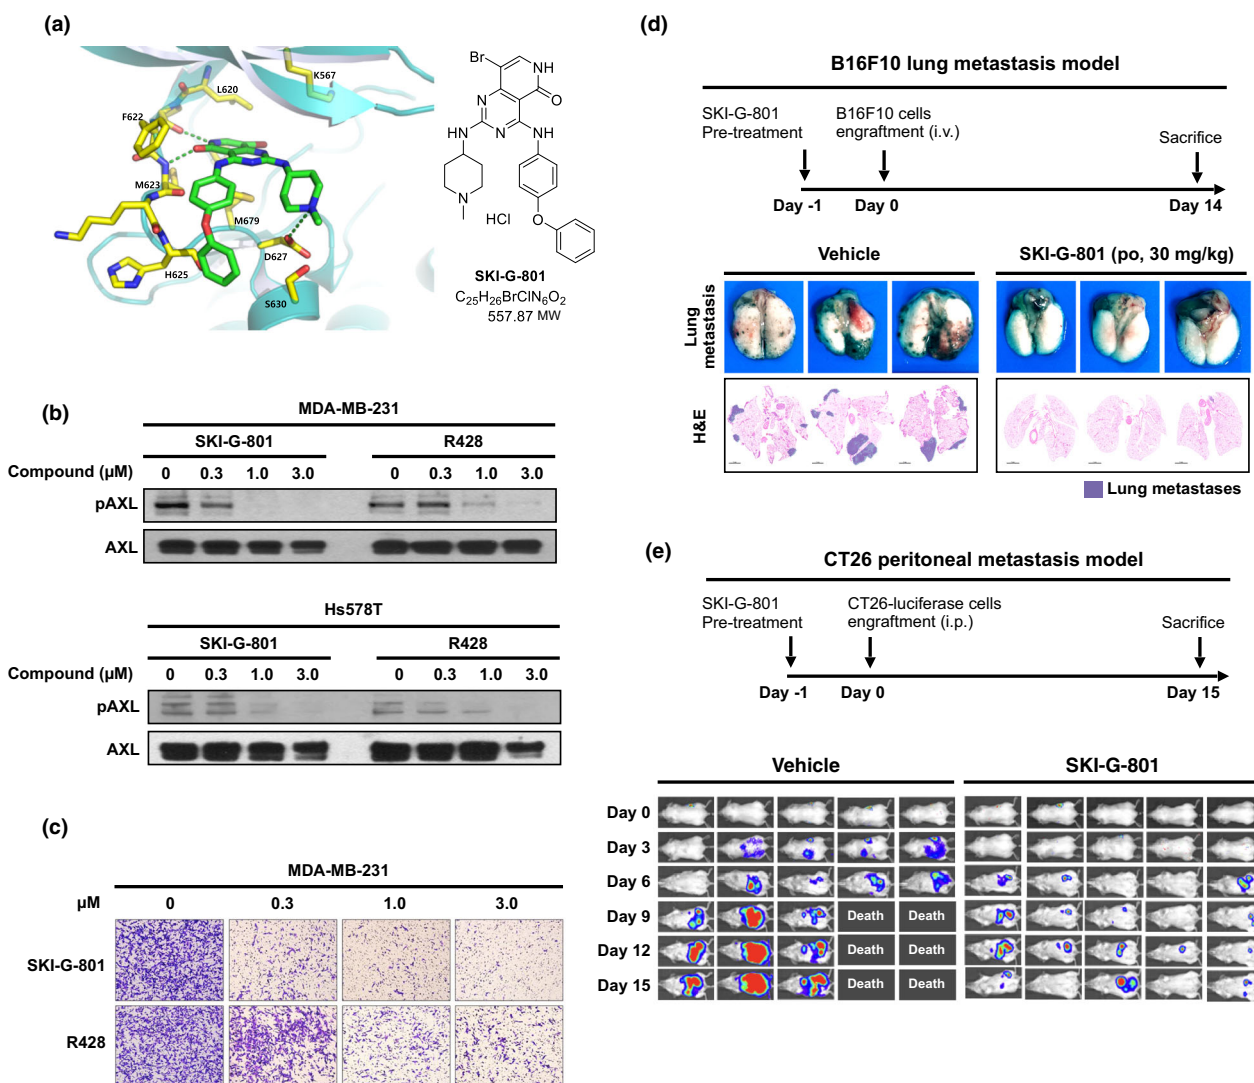 (a)
K567
L620
F622
M623
M679
D627
H625
S630
Br
NH
O
N
N
HN
NH
N
O
HCl
SKI-G-801
C25H26BrClN6O2
557.87 MW
(b)
MDA-MB-231
SKI-G-801 R428
Compound (µM) 0 0.3 1.0 3.0 0 0.3 1.0 3.0
pAXL
AXL
Hs578T
SKI-G-801 R428
Compound (µM) 0 0.3 1.0 3.0 0 0.3 1.0 3.0
pAXL
AXL
(c)
MDA-MB-231
µM 0 0.3 1.0 3.0
SKI-G-801
R428
(d)
B16F10 lung metastasis model
SKI-G-801
Pre-treatment
B16F10 cells
engraftment (i.v.)
Sacrifice
Day -1 Day 0 Day 14
Vehicle SKI-G-801 (po, 30 mg/kg)
Lung
metastasis
H&E
Lung metastases
(e)
CT26 peritoneal metastasis model
SKI-G-801
Pre-treatment
CT26-luciferase cells
engraftment (i.p.)
Sacrifice
Day -1 Day 0 Day 15
Vehicle SKI-G-801
Day 0
Day 3
Day 6
Day 9 Death Death
Day 12 Death Death
Day 15 Death Death